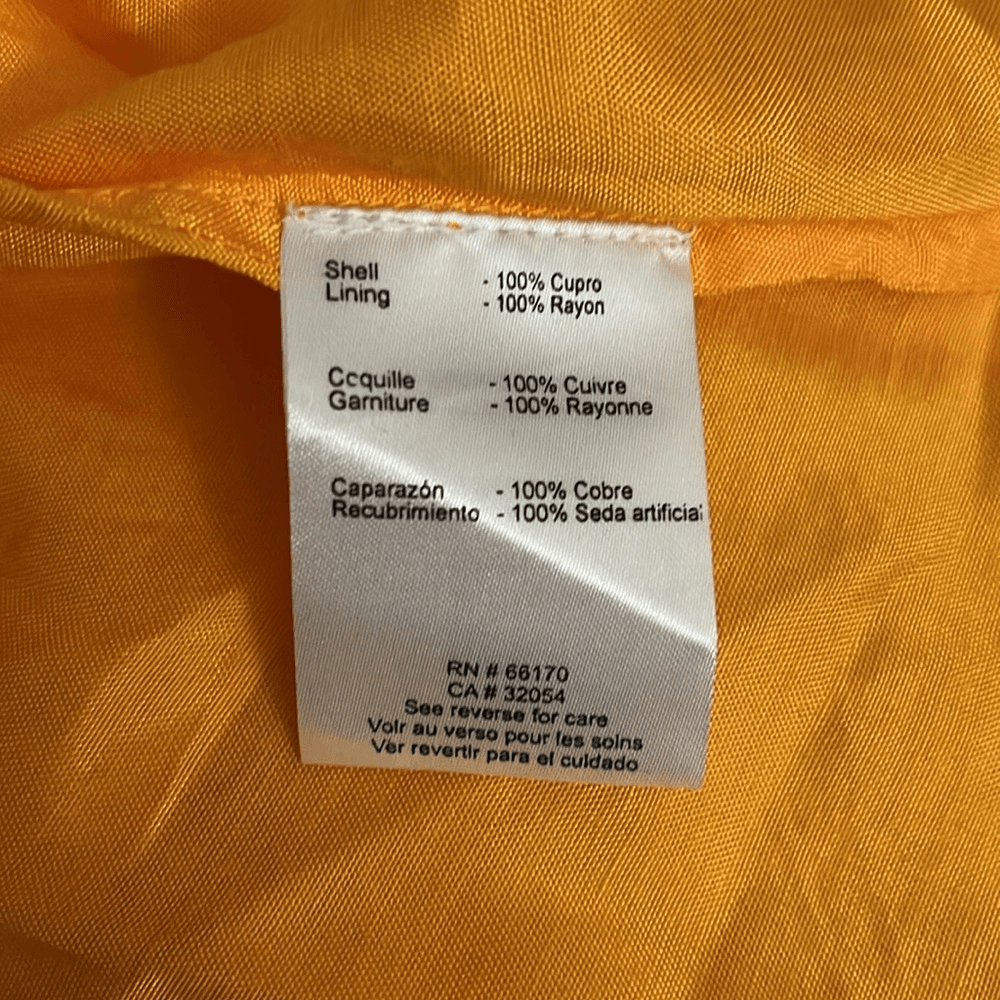 Shell - 100% Cupro
Lining - 100% Rayon
Ccquille - 100% Cuivre
Garniture - 100% Rayonne
Caparazón - 100% Cobre
Recubrimiento - 100% Seda artificial
RN # 66170
CA # 32054
See reverse for care
Voir au verso pour les soins
Ver revertir para el cuidado